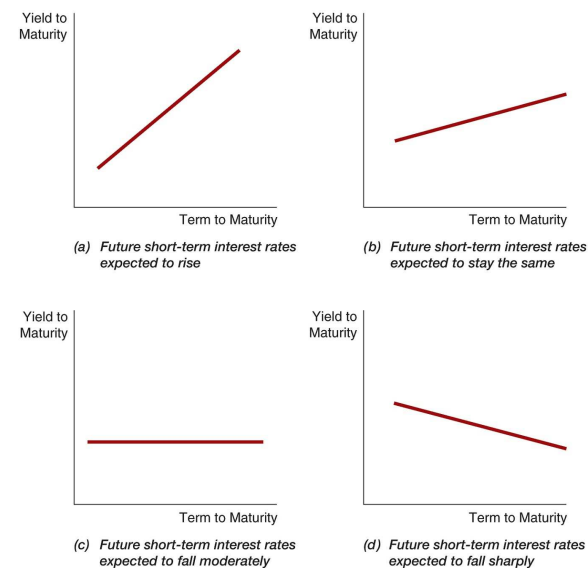 Yield to
Maturity
Term to Maturity
(a) Future short-term interest rates
expected to rise
Yield to
Maturity
Term to Maturity
(b) Future short-term interest rates
expected to stay the same
Yield to
Maturity
Term to Maturity
(c) Future short-term interest rates
expected to fall moderately
Yield to
Maturity
Term to Maturity
(d) Future short-term interest rates
expected to fall sharply